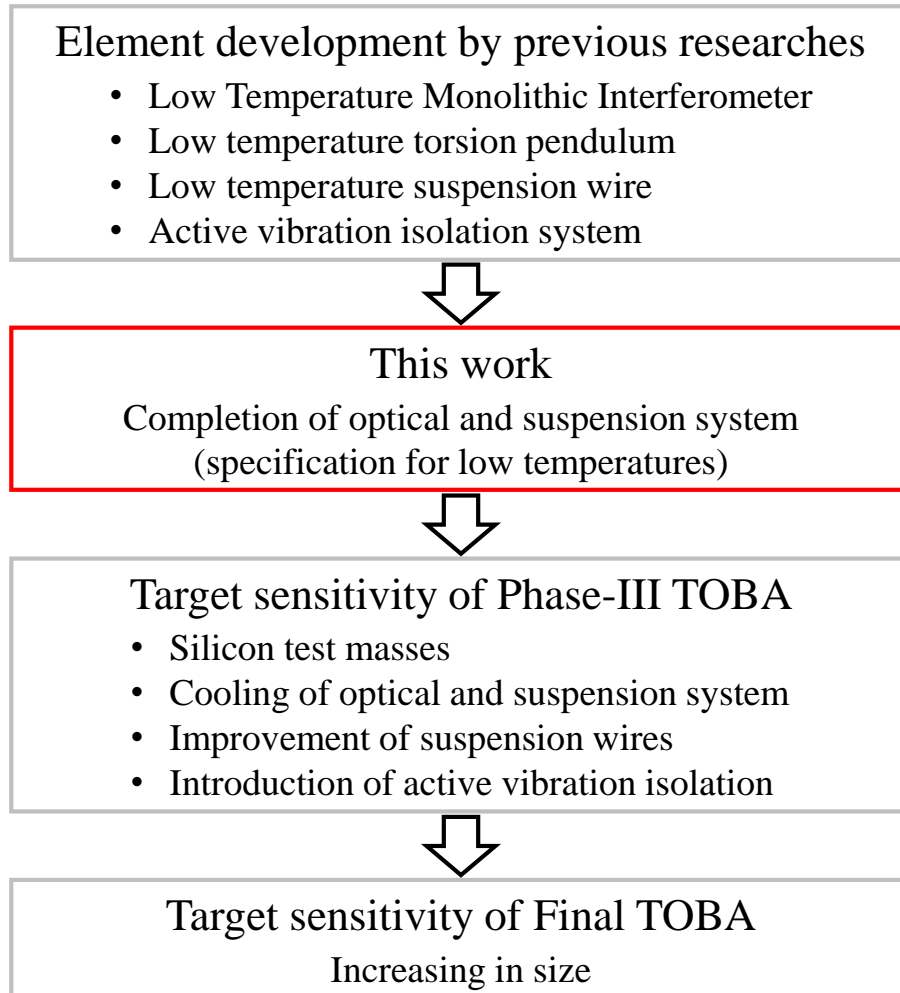 Element development by previous researches
• Low Temperature Monolithic Interferometer
• Low temperature torsion pendulum
• Low temperature suspension wire
• Active vibration isolation system
This work
Completion of optical and suspension system
(specification for low temperatures)
Target sensitivity of Phase-III TOBA
• Silicon test masses
• Cooling of optical and suspension system
• Improvement of suspension wires
• Introduction of active vibration isolation
Target sensitivity of Final TOBA
Increasing in size